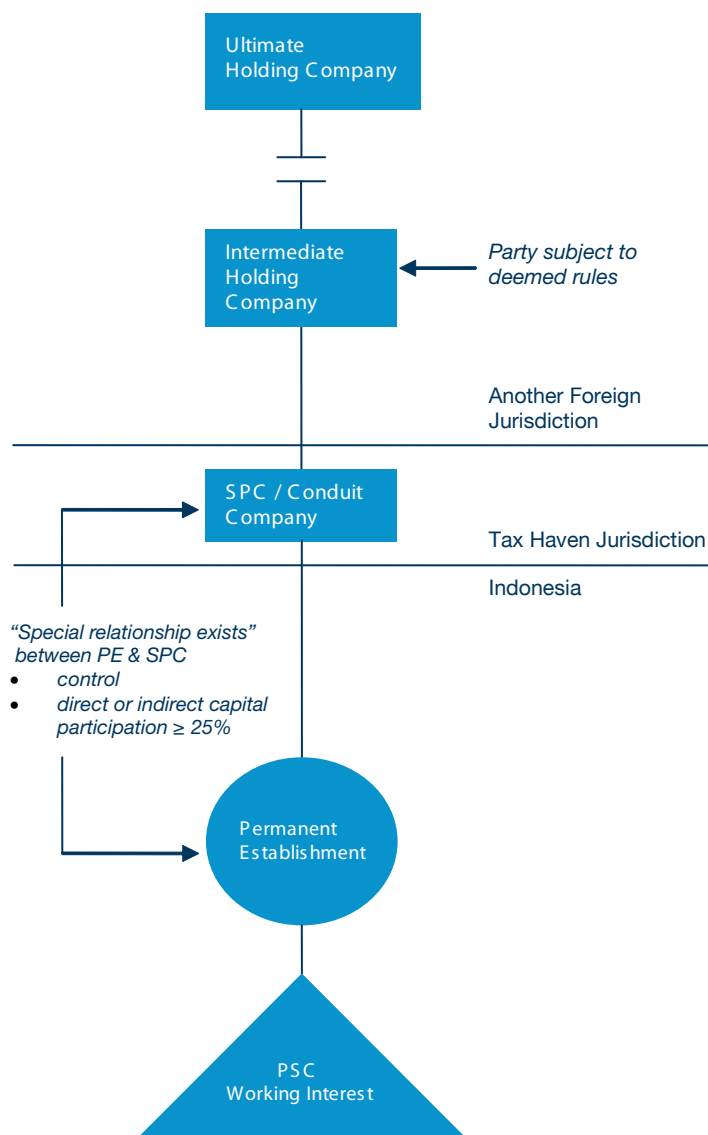 Ultimate
Holding Company
Intermediate
Holding
Company
Party subject to
deemed rules
Another Foreign
Jurisdiction
SPC / Conduit
Company
Tax Haven Jurisdiction
Indonesia
“Special relationship exists”
between PE & SPC
• control
• direct or indirect capital
participation ≥ 25%
Permanent
Establishment
PSC
Working Interest